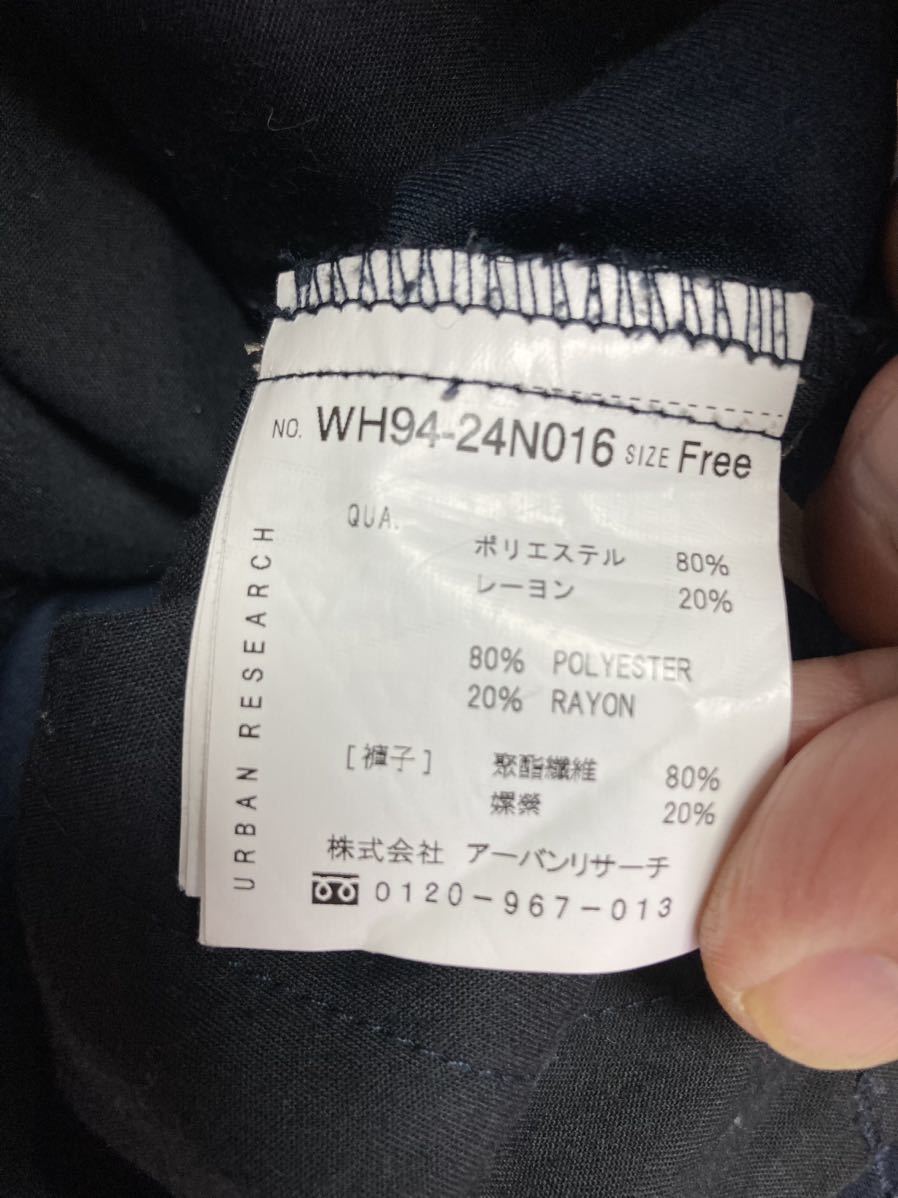 NO. WH94-24N016 SIZE Free
QUA.
ポリエステル 80%
レーヨン 20%
80% POLYESTER
20% RAYON
[褲子] 聚酯纖維 80%
嫘縈 20%
株式会社 アーバンリサーチ
0120-967-013
URBAN RESEARCH